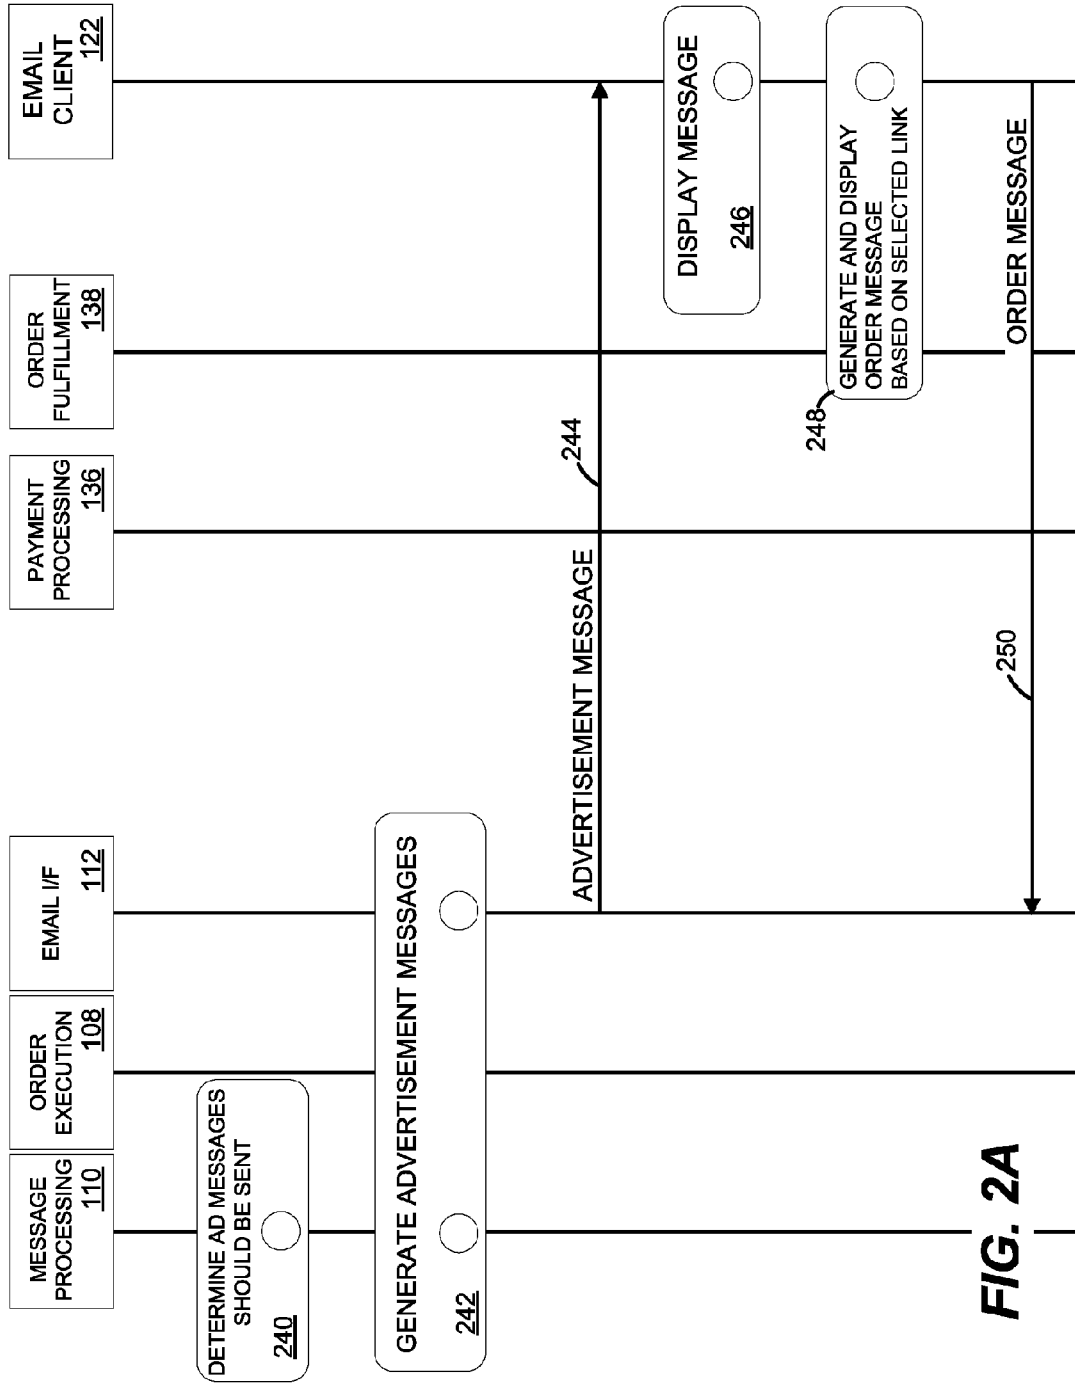 MESSAGE
PROCESSING
110
ORDER
EXECUTION
108
EMAIL I/F
112
PAYMENT
PROCESSING
136
ORDER
FULFILLMENT
138
EMAIL
CLIENT
122
DETERMINE AD MESSAGES
SHOULD BE SENT
240
GENERATE ADVERTISEMENT MESSAGES
242
ADVERTISEMENT MESSAGE
244
DISPLAY MESSAGE
246
248
GENERATE AND DISPLAY
ORDER MESSAGE
BASED ON SELECTED LINK
250
ORDER MESSAGE
FIG. 2A